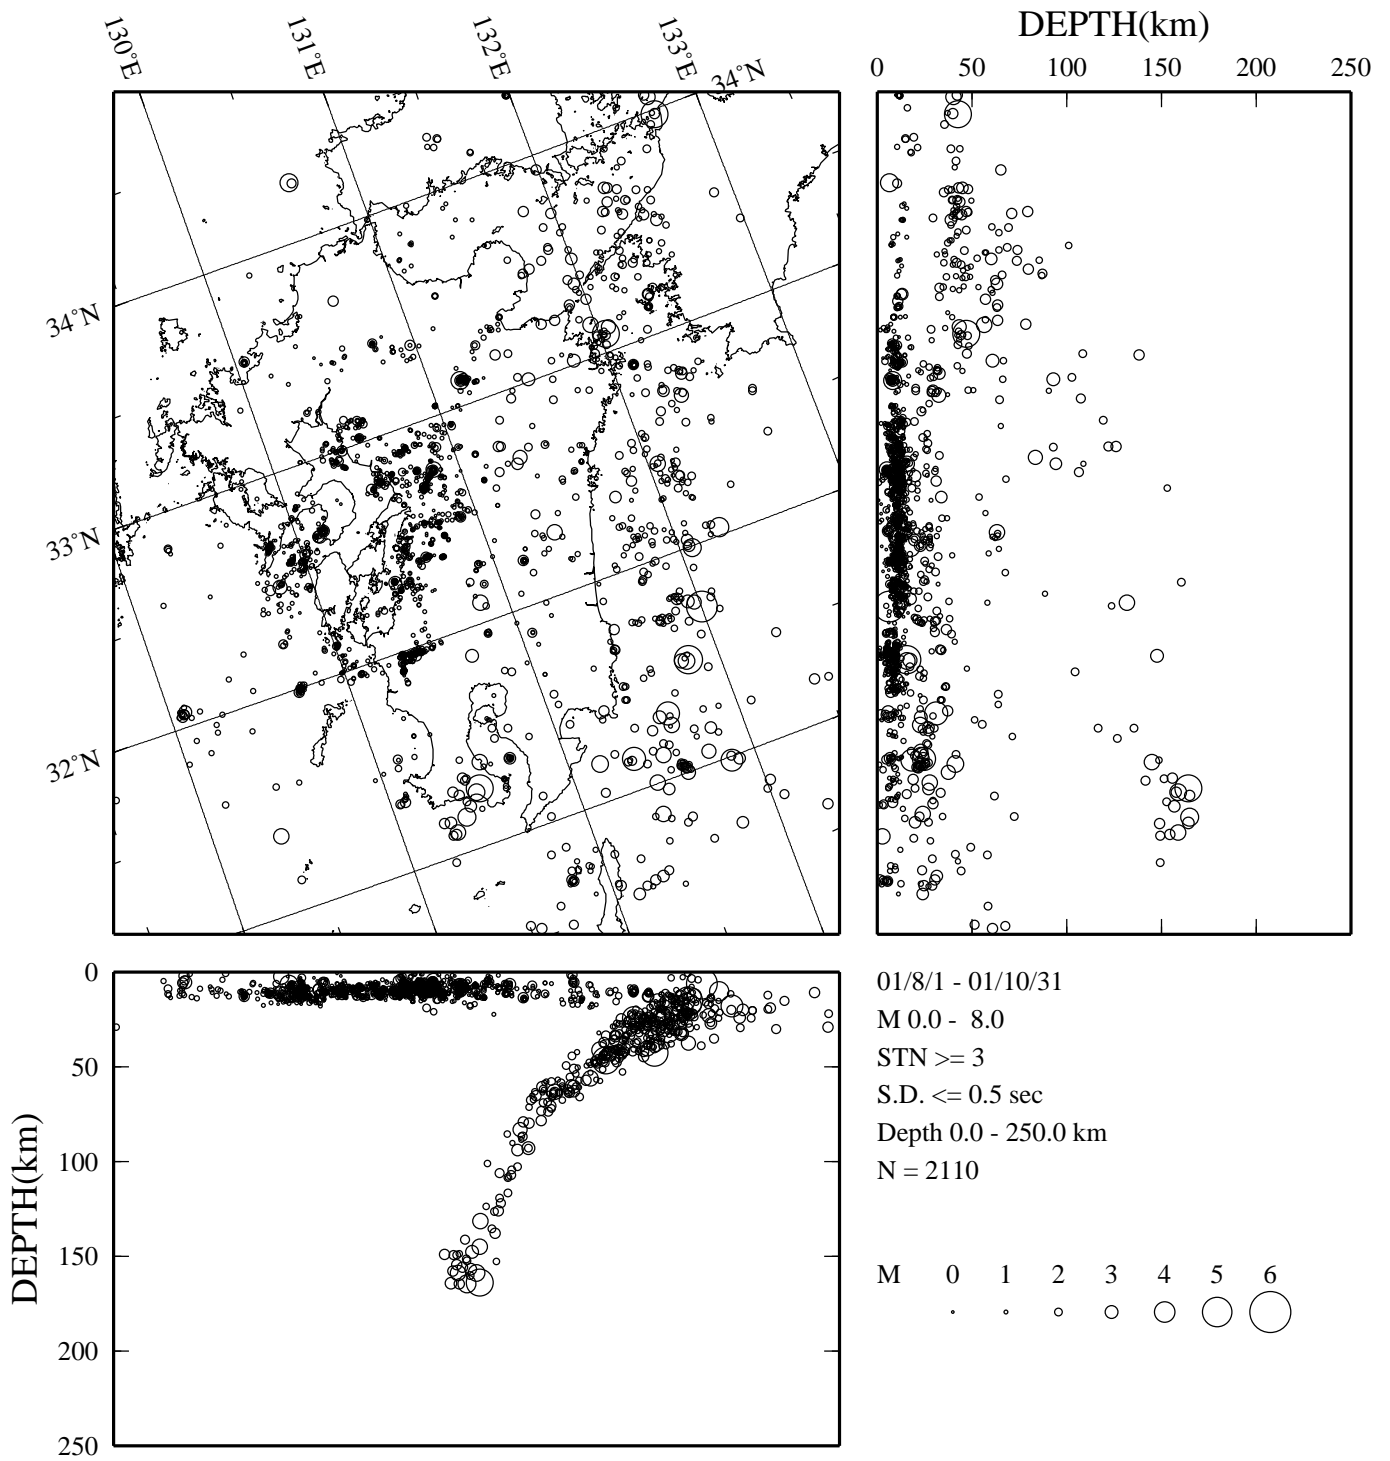 DEPTH(km)
130°E
131°E
132°E
133°E
34°N
0 50 100 150 200 250
34°N
33°N
32°N
0
50
100
150
200
250
DEPTH(km)
01/8/1 - 01/10/31
M 0.0 - 8.0
STN >= 3
S.D. <= 0.5 sec
Depth 0.0 - 250.0 km
N = 2110
M 0 1 2 3 4 5 6